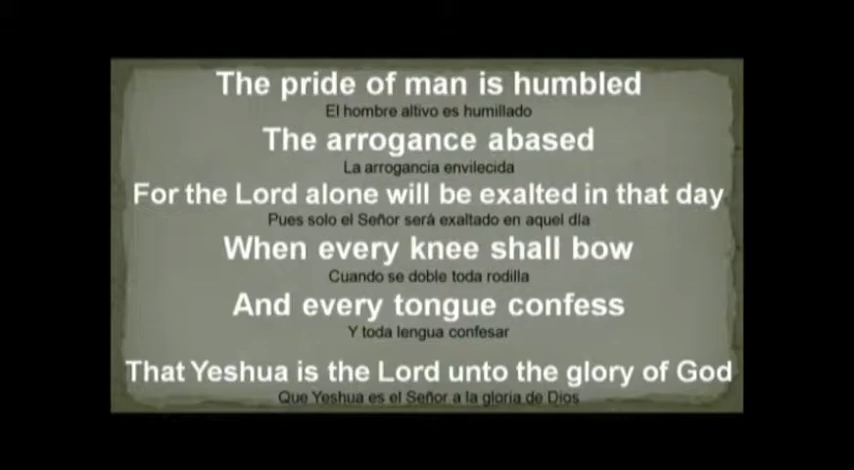 The pride of man is humbled
El hombre altivo es humillado
The arrogance abased
La arrogancia envilecida
For the Lord alone will be exalted in that day
Pues solo el Señor será exaltado en aquel día
When every knee shall bow
Cuando se doble toda rodilla
And every tongue confess
Y toda lengua confesar
That Yeshua is the Lord unto the glory of God
Que Yeshua es el Señor a la gloria de Dios